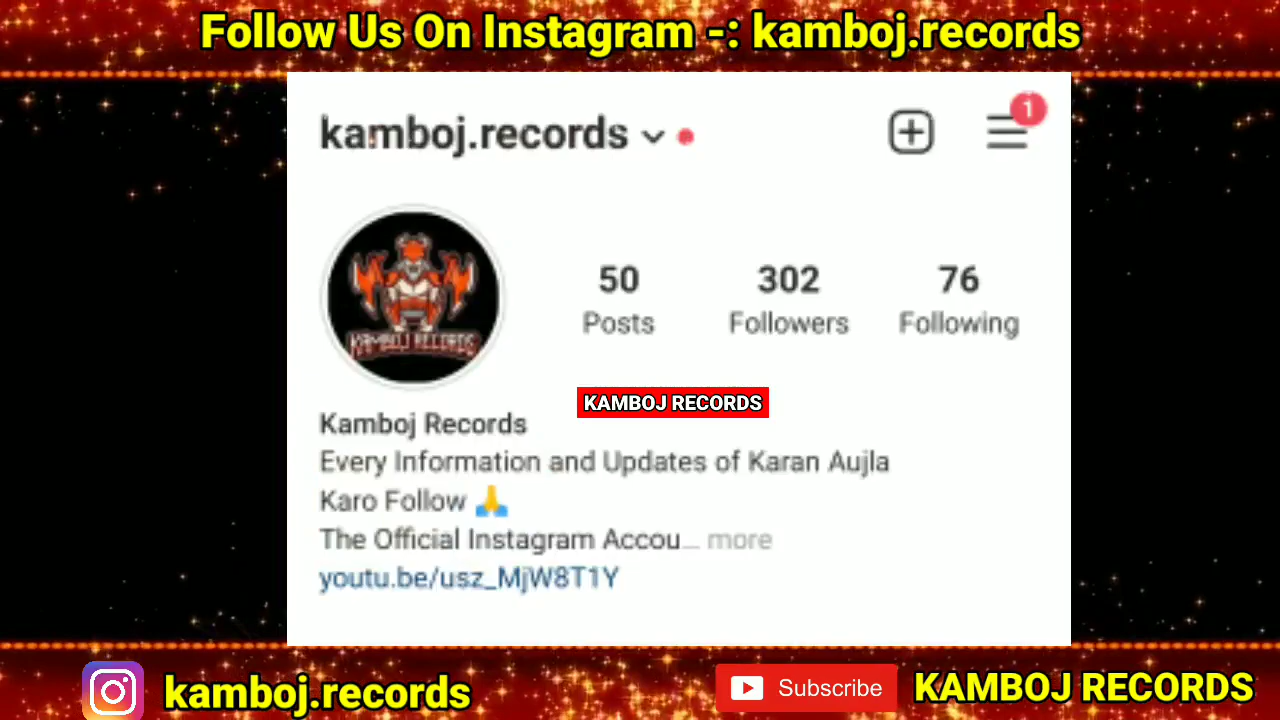 Follow Us On Instagram -: kamboj.records
kamboj.records
1
50 302 76
Posts Followers Following
KAMBOJ RECORDS
KAMBOJ RECORDS
Kamboj Records
Every Information and Updates of Karan Aujla
Karo Follow 🙏
The Official Instagram Accou... more
youtu.be/usz_MjW8T1Y
kamboj.records
Subscribe
KAMBOJ RECORDS